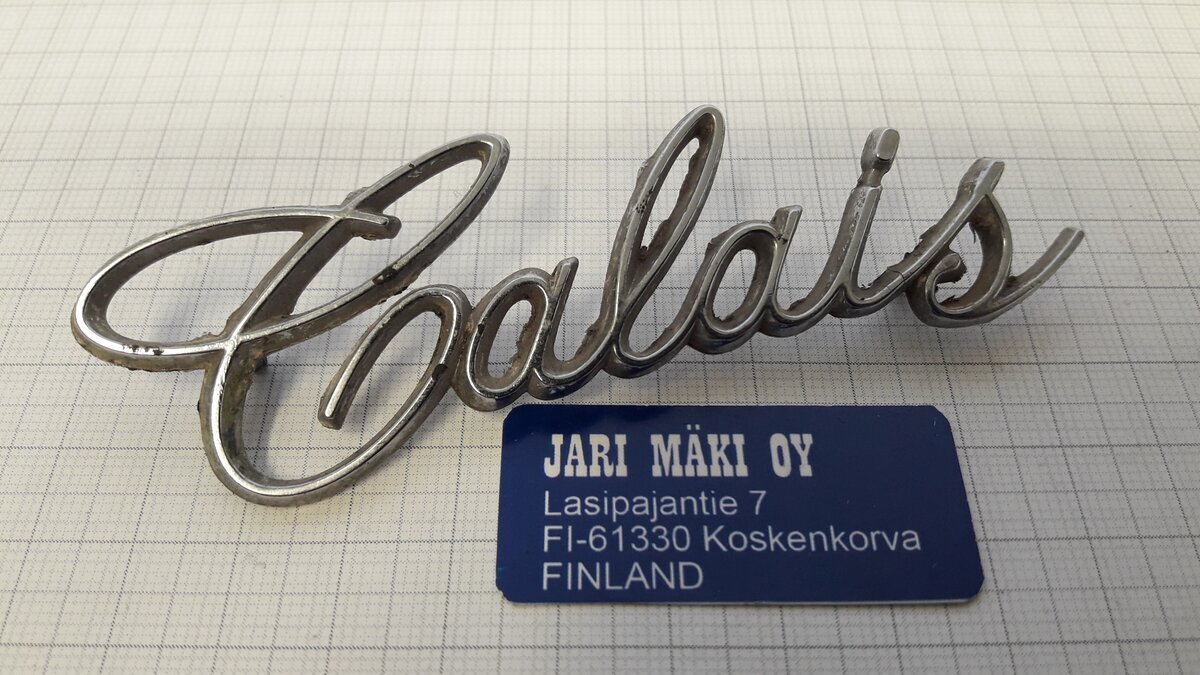 Calais
JARI MÄKI OY
Lasipajantie 7
FI-61330 Koskenkorva
FINLAND